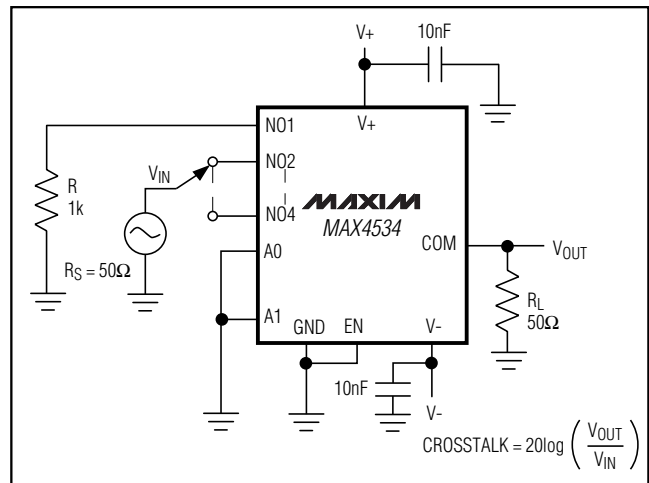 V+
10nF
V+
NO1
NO2
NO4
A0
A1
GND
EN
V-
COM
MAXIM
MAX4534
VIN
R
1k
RS = 50Ω
VOUT
RL
50Ω
10nF
V-
CROSSTALK = 20log ( VOUT / VIN )